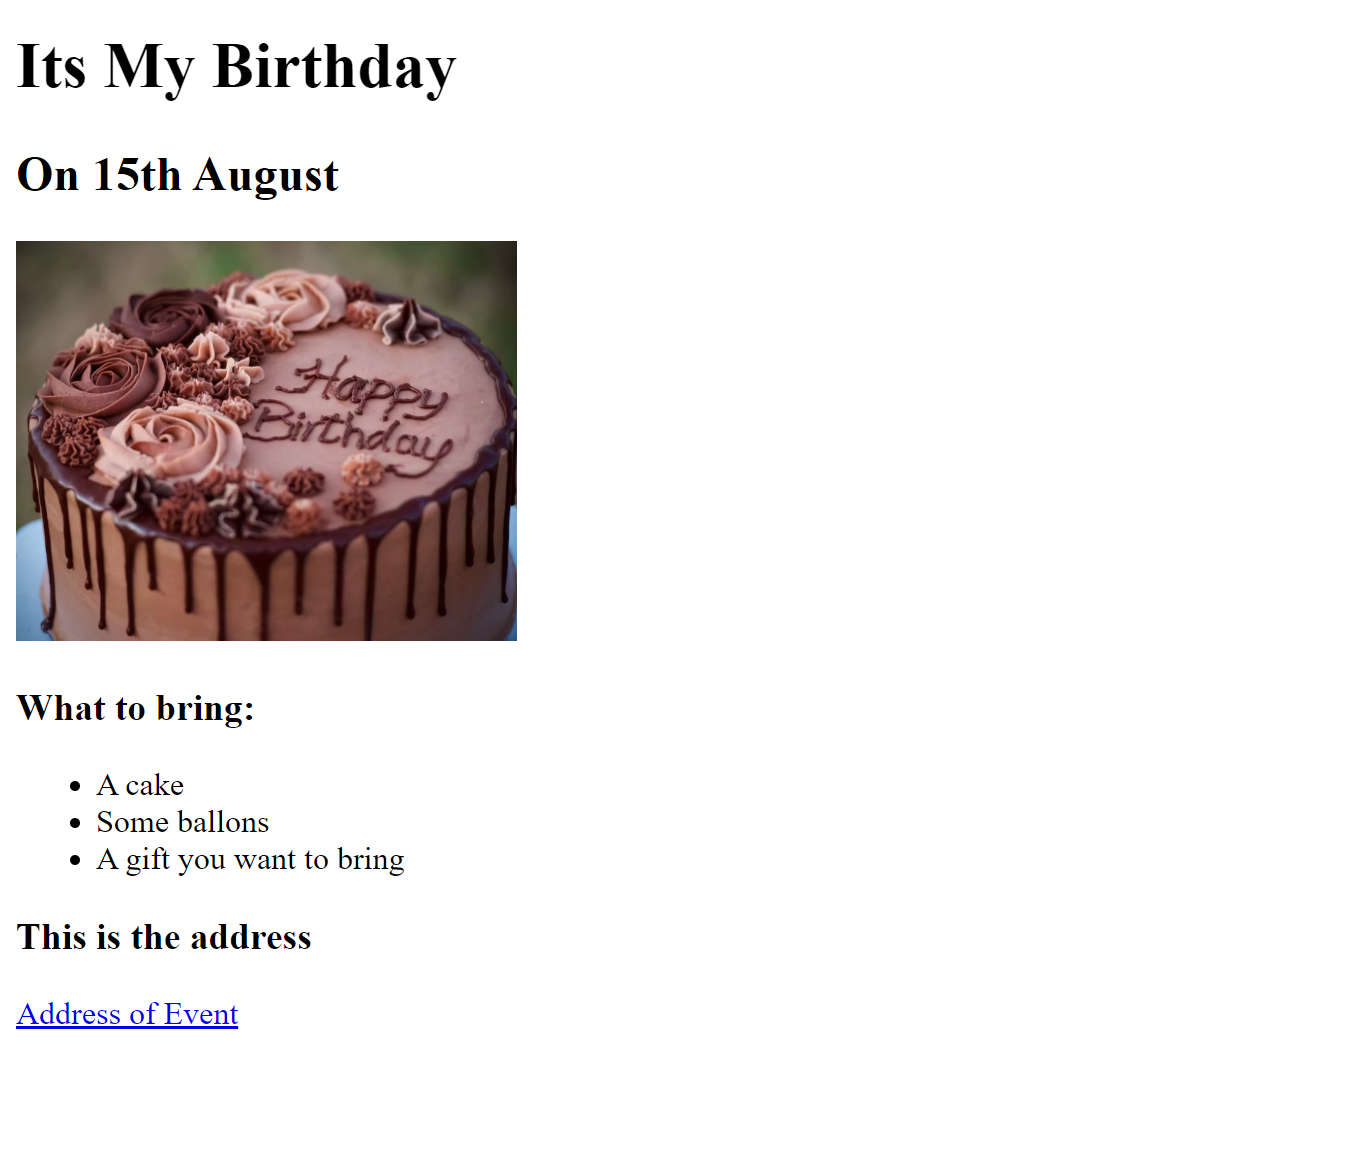 Its My Birthday
On 15th August
Happy
Birthday
What to bring:
A cake
Some ballons
A gift you want to bring
This is the address
Address of Event